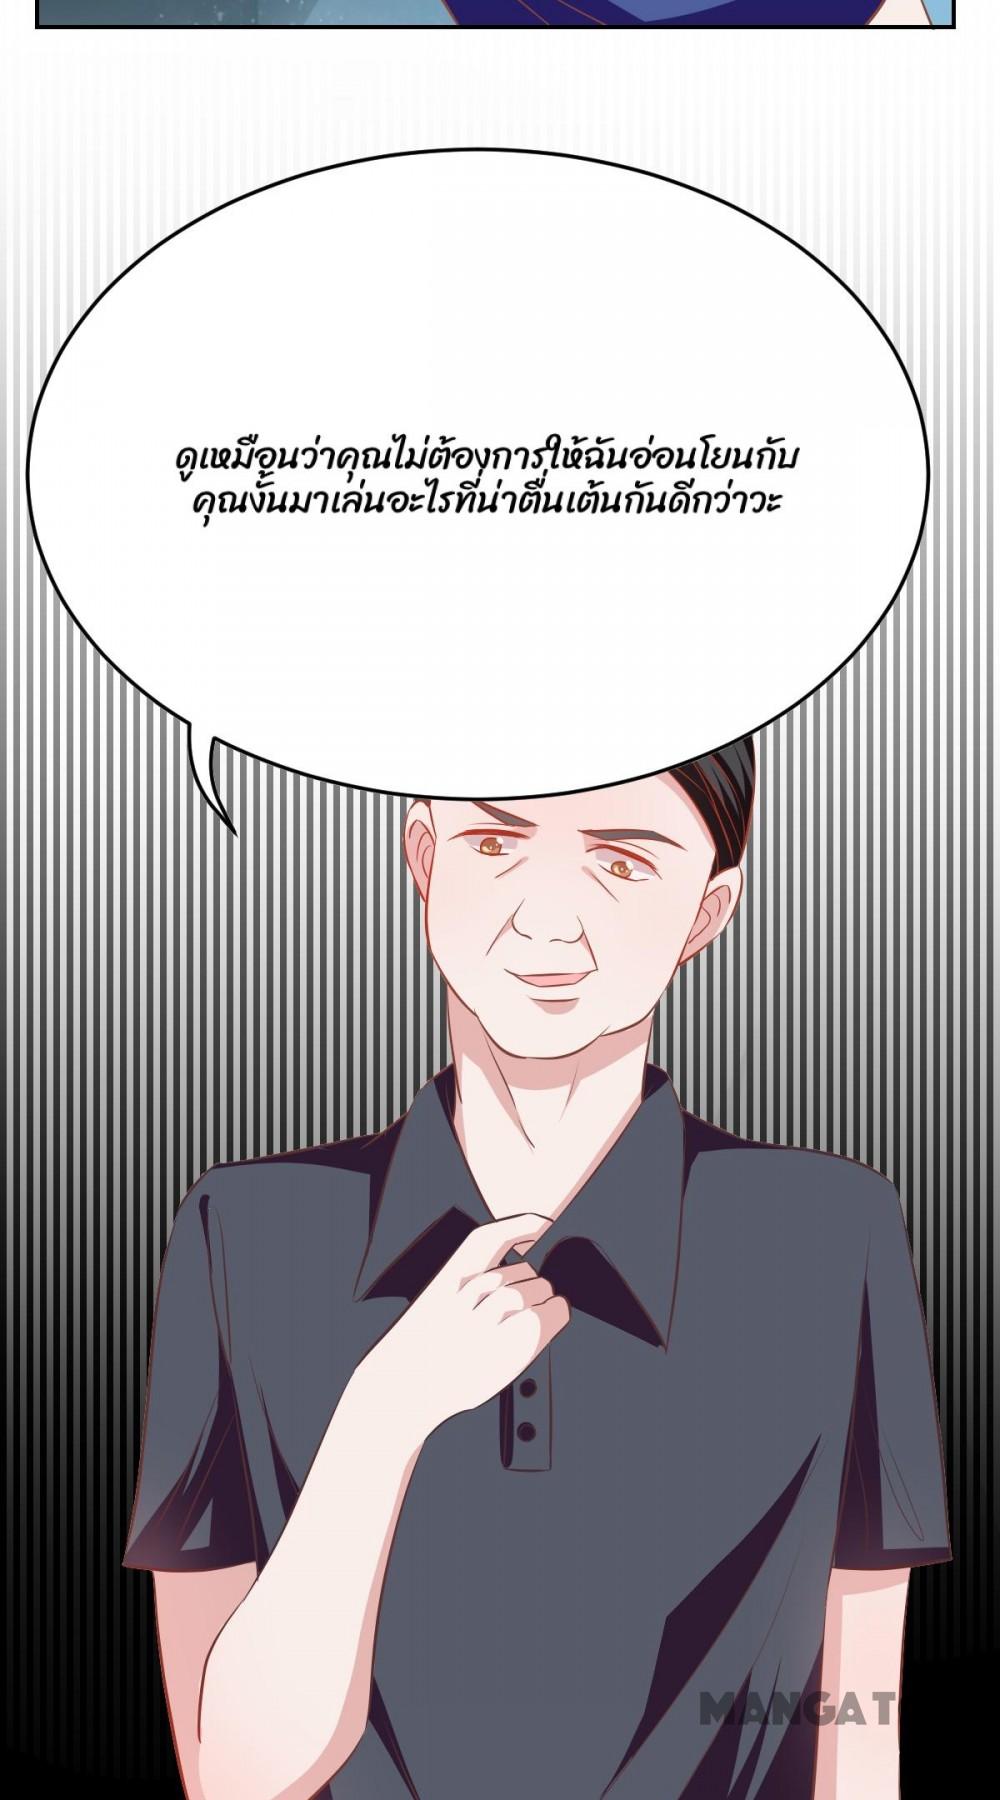 ดูเหมือนว่าคุณไม่ต้องการให้ฉันอ่อนโยนกับ
คุณงั้นมาเล่นอะไรที่น่าตื่นเต้นกันดีกว่าวะ
MANGAT